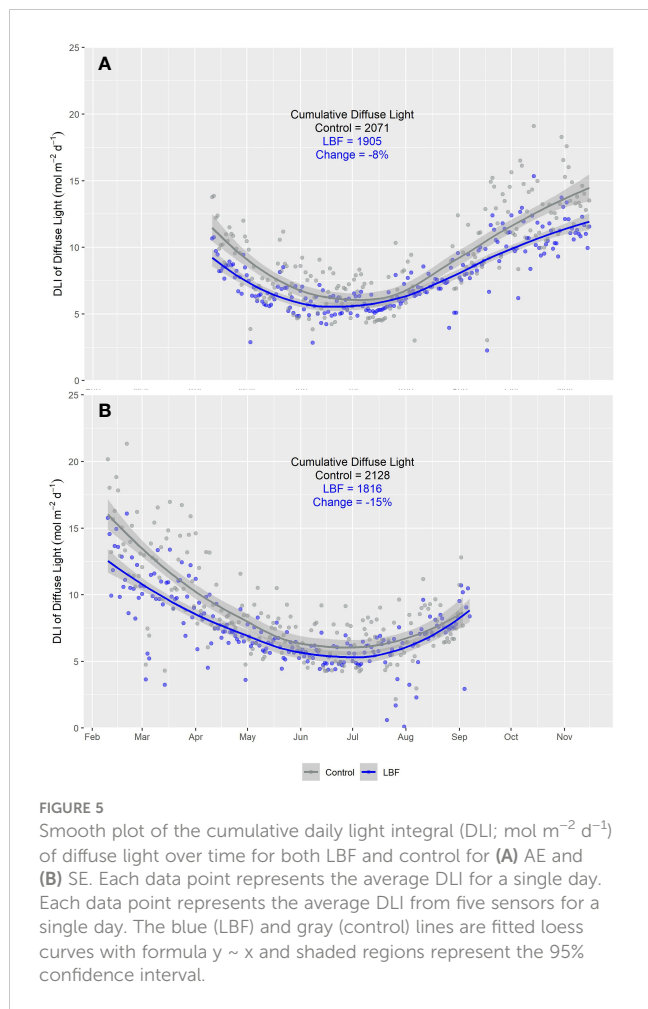 25
A
Cumulative Diffuse Light
Control = 2071
LBF = 1905
Change = -8%
20
15
10
5
0
DLI of Diffuse Light (mol m⁻² d⁻¹)
25
B
Cumulative Diffuse Light
Control = 2128
LBF = 1816
Change = -15%
20
15
10
5
0
DLI of Diffuse Light (mol m⁻² d⁻¹)
Feb Mar Apr May Jun Jul Aug Sep Oct Nov
Control LBF
FIGURE 5
Smooth plot of the cumulative daily light integral (DLI; mol m⁻² d⁻¹)
of diffuse light over time for both LBF and control for (A) AE and
(B) SE. Each data point represents the average DLI for a single day.
Each data point represents the average DLI from five sensors for a
single day. The blue (LBF) and gray (control) lines are fitted loess
curves with formula y ~ x and shaded regions represent the 95%
confidence interval.